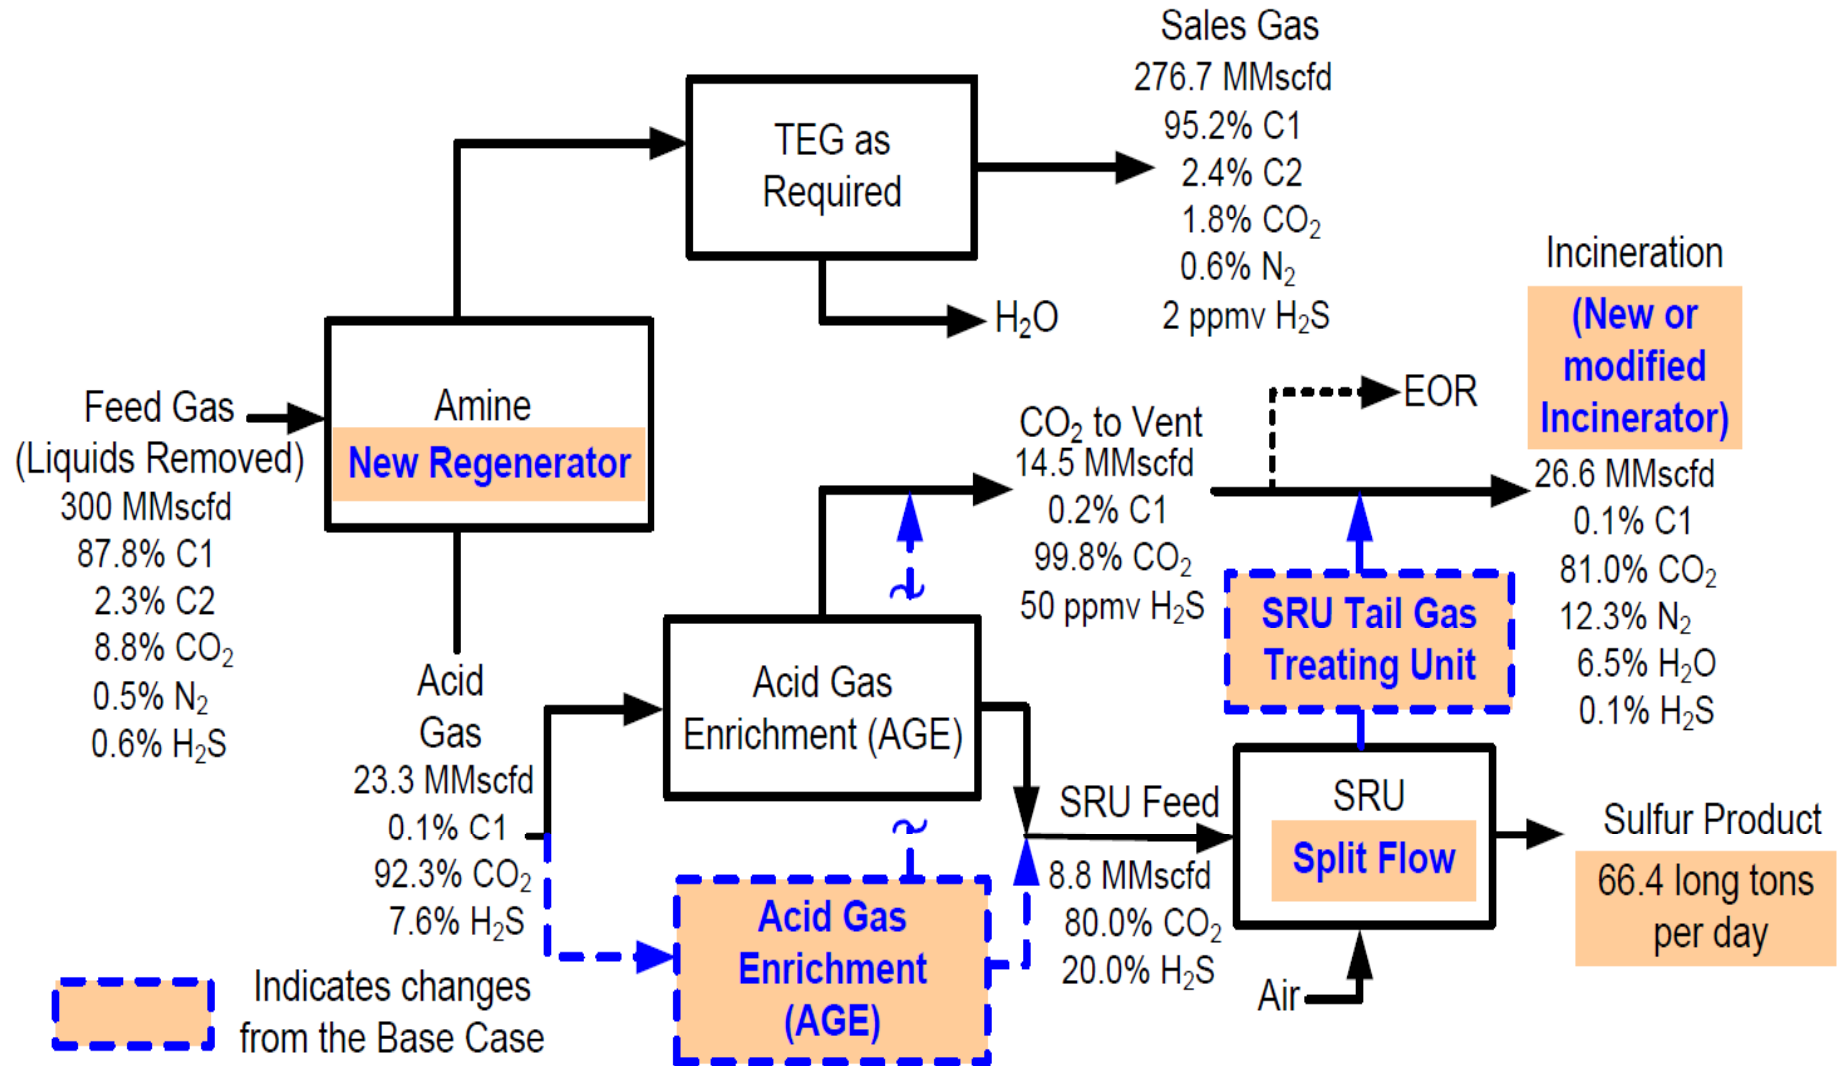 Sales Gas
276.7 MMscfd
95.2% C1
2.4% C2
1.8% CO₂
0.6% N₂
2 ppmv H₂S
TEG as
Required
H₂O
Incineration
(New or
modified
Incinerator)
26.6 MMscfd
0.1% C1
81.0% CO₂
12.3% N₂
6.5% H₂O
0.1% H₂S
Feed Gas
(Liquids Removed)
300 MMscfd
87.8% C1
2.3% C2
8.8% CO₂
0.5% N₂
0.6% H₂S
Amine
New Regenerator
EOR
CO₂ to Vent
14.5 MMscfd
0.2% C1
99.8% CO₂
50 ppmv H₂S
SRU Tail Gas
Treating Unit
Acid
Gas
23.3 MMscfd
0.1% C1
92.3% CO₂
7.6% H₂S
Acid Gas
Enrichment (AGE)
SRU Feed
8.8 MMscfd
80.0% CO₂
20.0% H₂S
SRU
Split Flow
Sulfur Product
66.4 long tons
per day
Acid Gas
Enrichment
(AGE)
Air
Indicates changes
from the Base Case